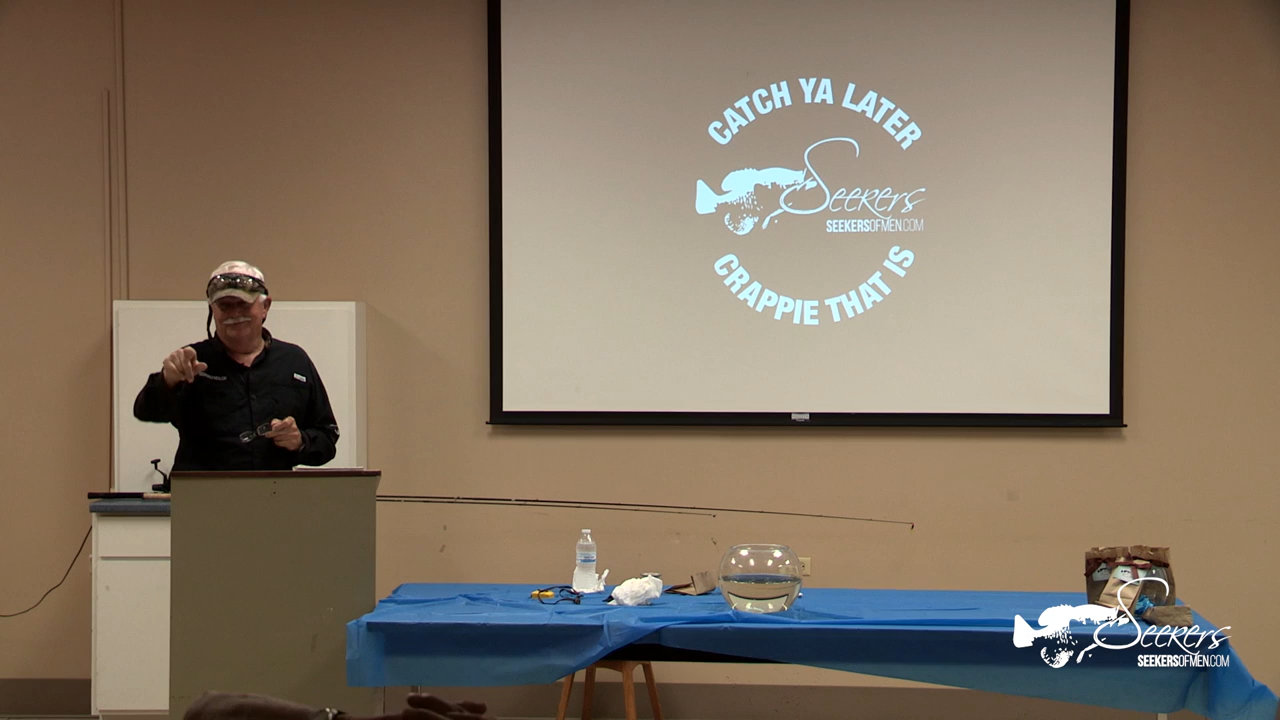 CATCH YA LATER
Seekers
SEEKERSOFMEN.COM
CRAPPIE THAT IS
Seekers
SEEKERSOFMEN.COM